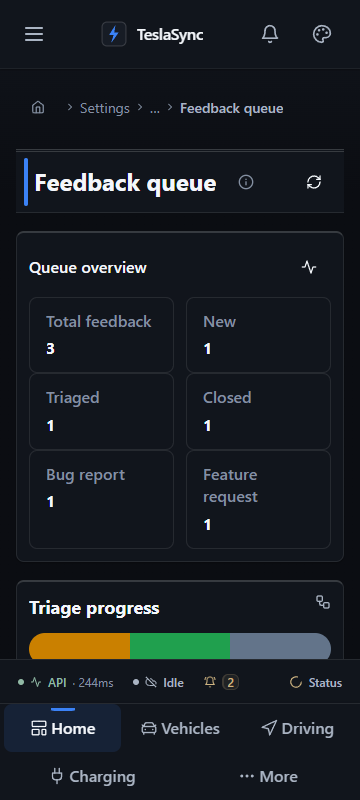 TeslaSync
Settings
...
Feedback queue
Feedback queue
Queue overview
Total feedback
3
New
1
Triaged
1
Closed
1
Bug report
1
Feature
request
1
Triage progress
API · 244ms
Idle
2
Status
Home
Vehicles
Driving
Charging
More